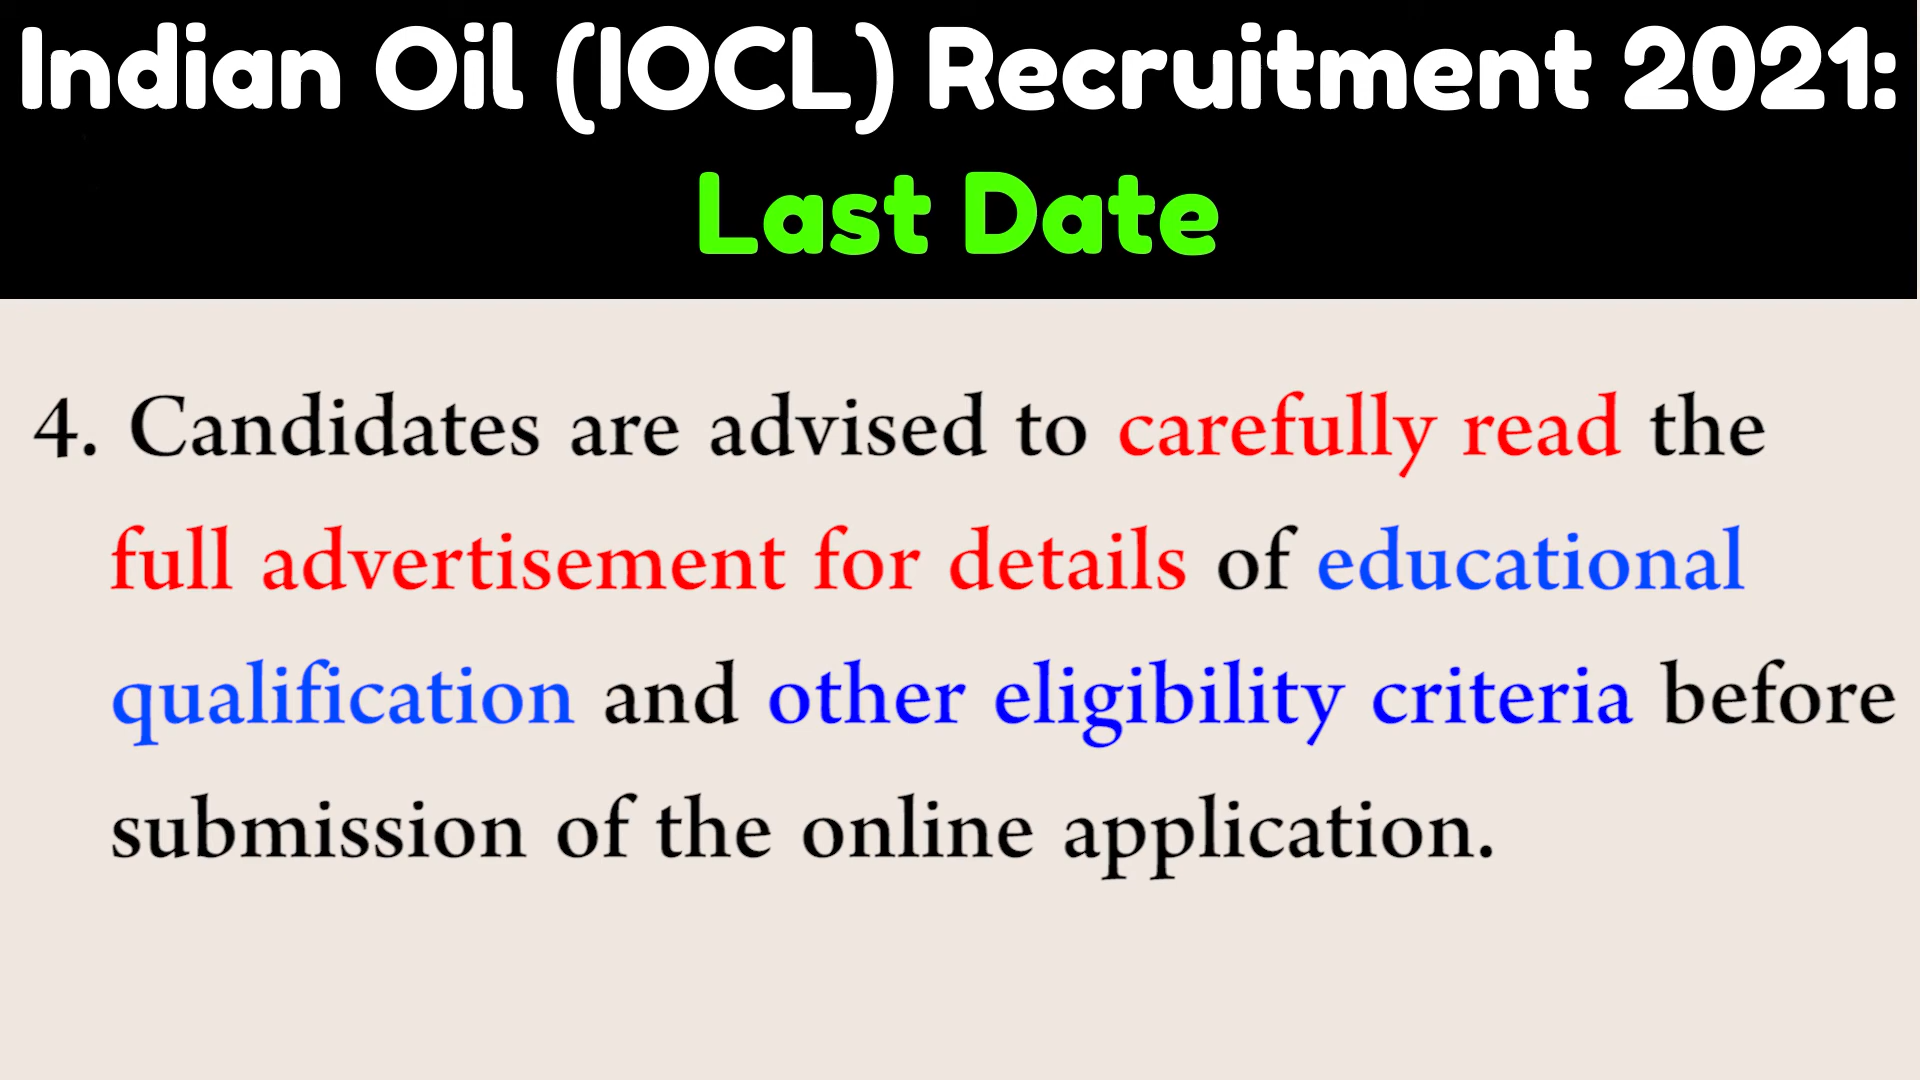 Indian Oil (IOCL) Recruitment 2021:
Last Date
4. Candidates are advised to carefully read the
full advertisement for details of educational
qualification and other eligibility criteria before
submission of the online application.